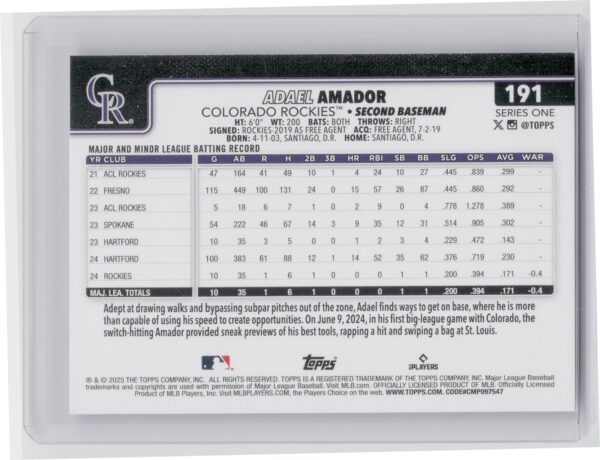 CR
ADAEL AMADOR
191
COLORADO ROCKIES™ • SECOND BASEMAN
SERIES ONE
HT: 6'0" WT: 200 BATS: BOTH THROWS: RIGHT
@TOPPS
SIGNED: ROCKIES-2019 AS FREE AGENT ACQ: FREE AGENT, 7-2-19
BORN: 4-11-03, SANTIAGO, D.R. HOME: SANTIAGO, D.R.
MAJOR AND MINOR LEAGUE BATTING RECORD
YR CLUB G AB R H 2B 3B HR RBI SB BB SLG OPS AVG WAR
21 ACL ROCKIES 47 164 41 49 10 1 4 24 10 27 .445 .839 .299 -
22 FRESNO 115 449 100 131 24 0 15 57 26 87 .445 .860 .292 -
23 ACL ROCKIES 5 18 6 7 1 0 2 9 0 4 .778 1.278 .389 -
23 SPOKANE 54 222 46 67 14 3 9 35 12 31 .514 .905 .302 -
23 HARTFORD 10 35 3 5 0 0 1 2 3 4 .229 .472 .143 -
24 HARTFORD 100 383 61 88 12 1 14 52 35 62 .376 .719 .230 -
24 ROCKIES 10 35 1 6 1 0 0 1 1 1 .200 .394 .171 -0.4
MAJ. LEA. TOTALS 10 35 1 6 1 0 0 1 1 1 .200 .394 .171 -0.4
Adept at drawing walks and bypassing subpar pitches out of the zone, Adael finds ways to get on base, where he is more
than capable of using his speed to create opportunities. On June 9, 2024, in his first big-league game with Colorado, the
switch-hitting Amador provided sneak previews of his best tools, rapping a hit and swiping a bag at St. Louis.
Topps
PLAYERS
® & © 2025 THE TOPPS COMPANY, INC. ALL RIGHTS RESERVED. TOPPS IS A REGISTERED TRADEMARK OF THE TOPPS COMPANY, INC. Major League Baseball
trademarks and copyrights are used with permission of Major League Baseball. Visit MLB.com. OFFICIALLY LICENSED PRODUCT OF MLB. Officially Licensed
Product of MLB Players, Inc. Visit MLBPLAYERS.COM, the Players Choice on the web. WWW.TOPPS.COM. CODE#CMP097547